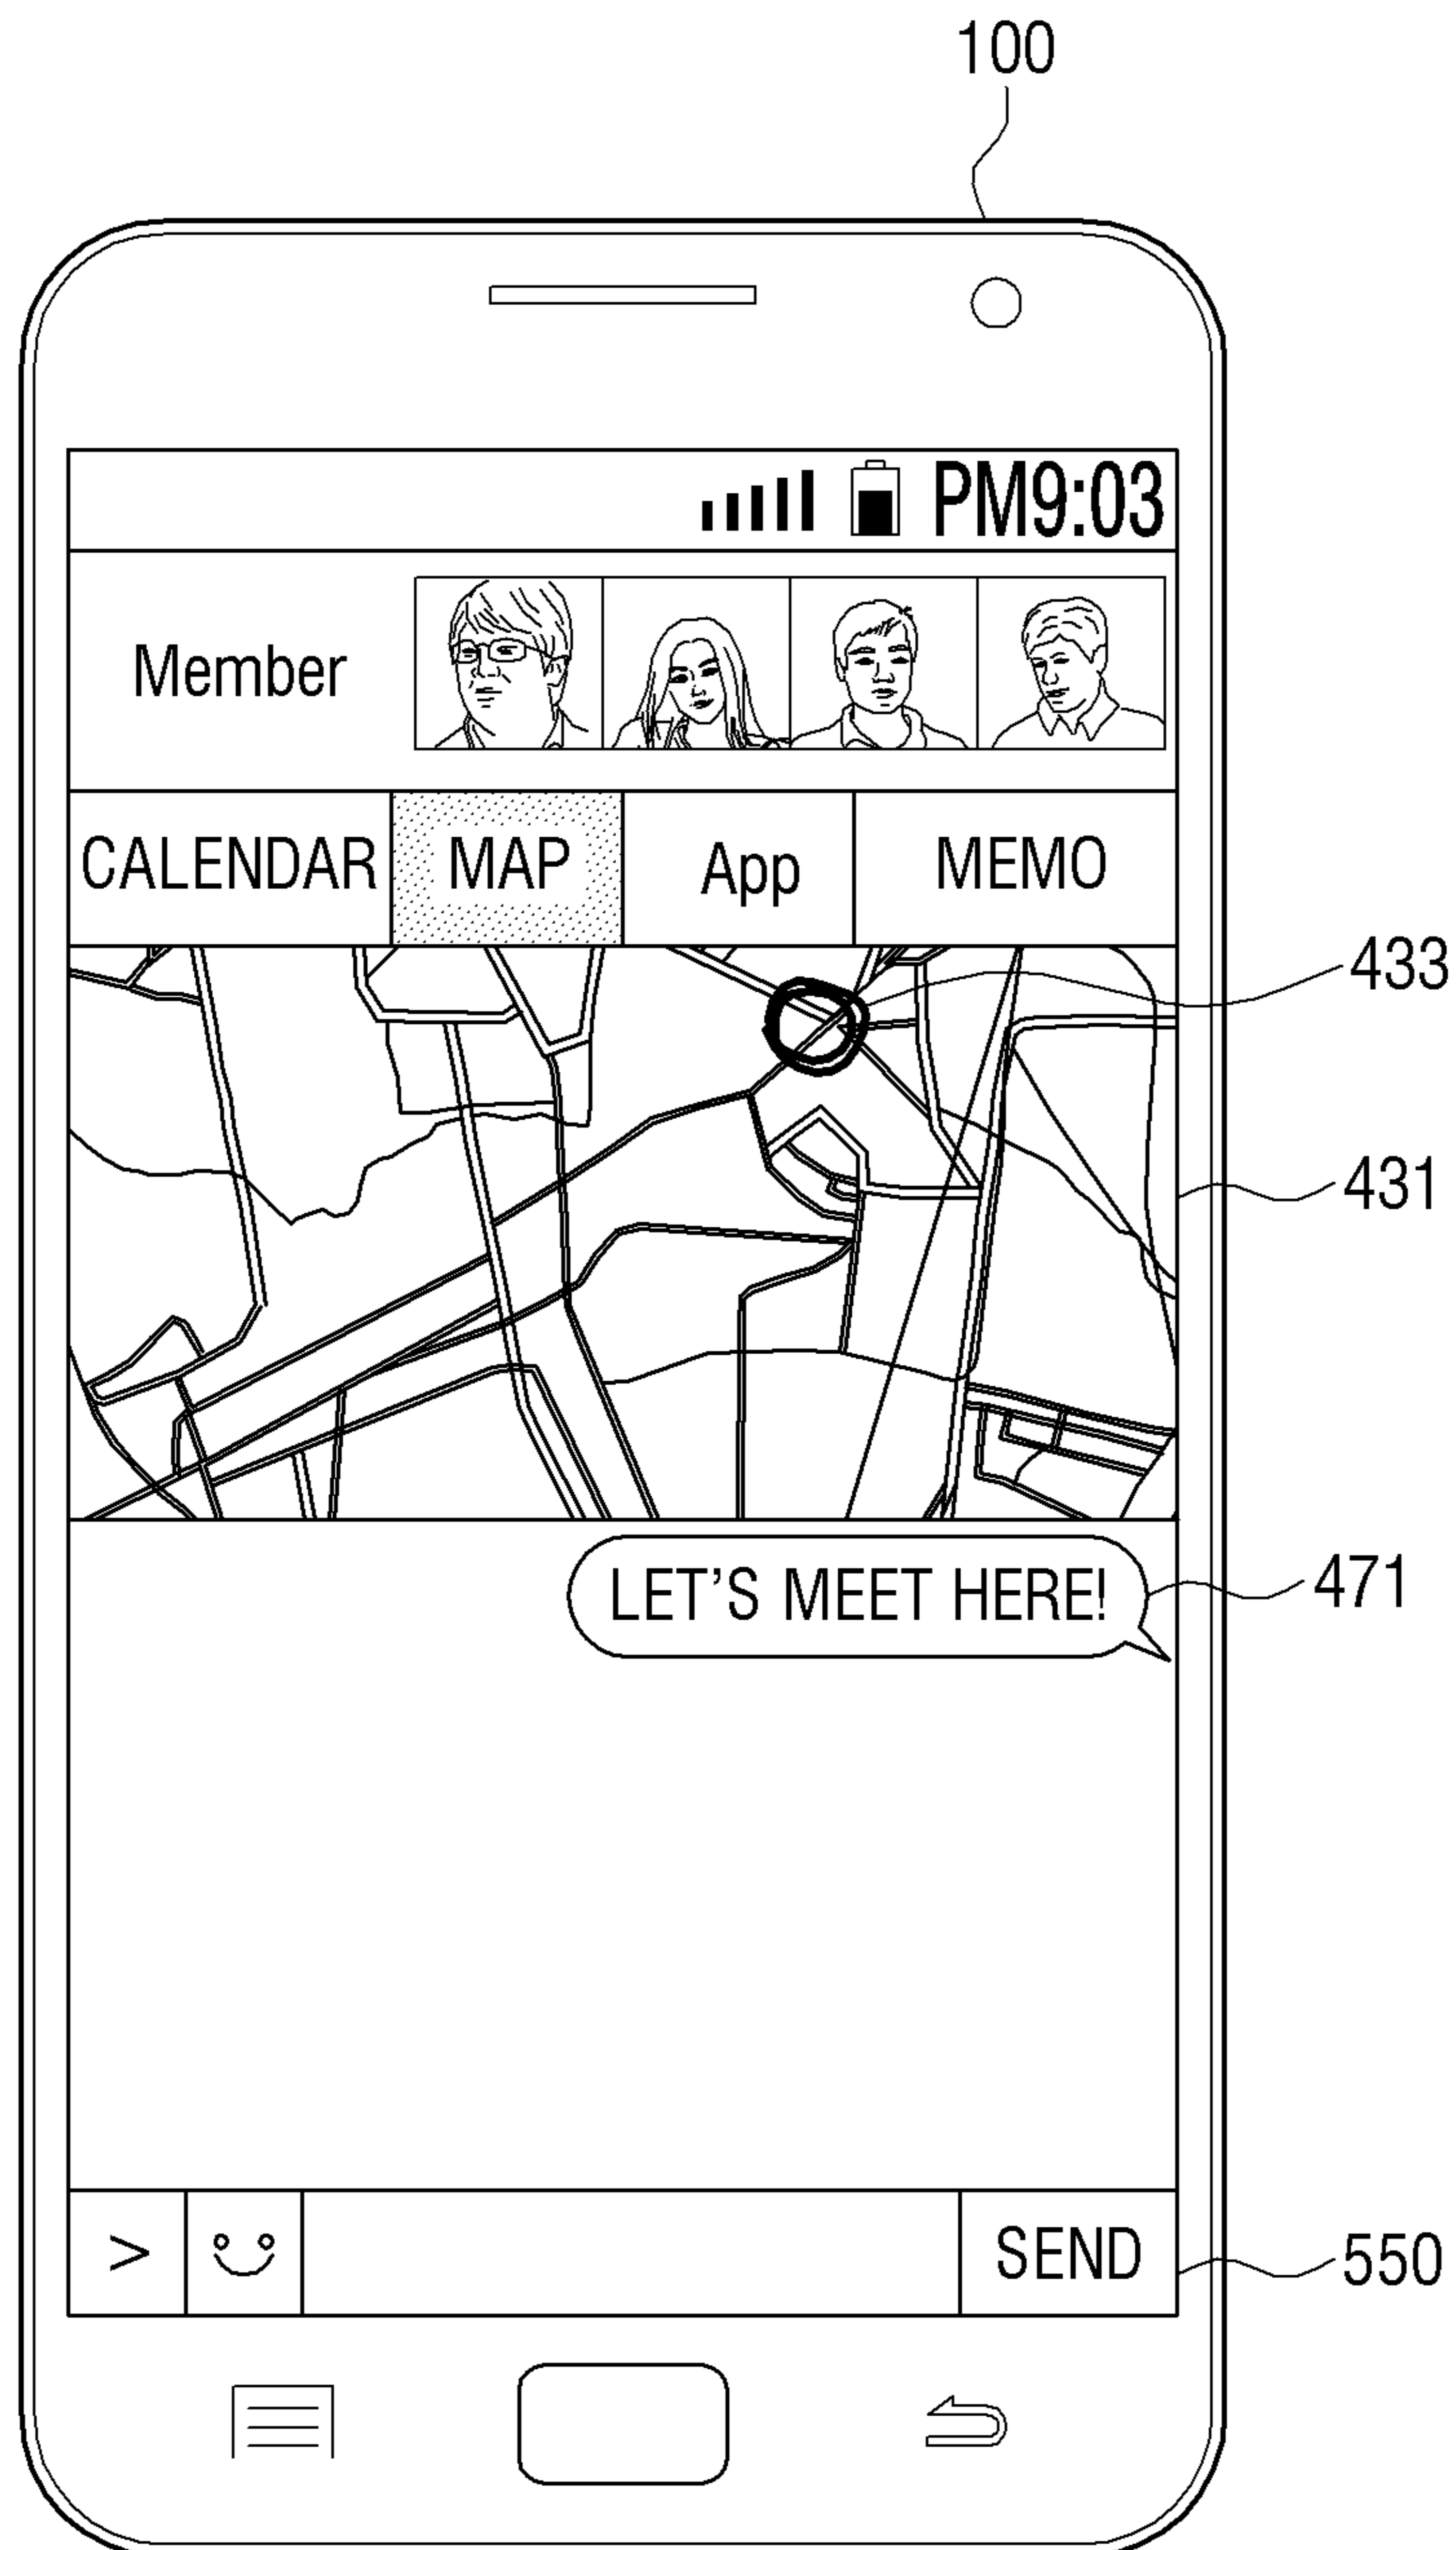 100
PM9:03
Member
CALENDAR MAP App MEMO
433
431
LET'S MEET HERE! 471
> SEND 550